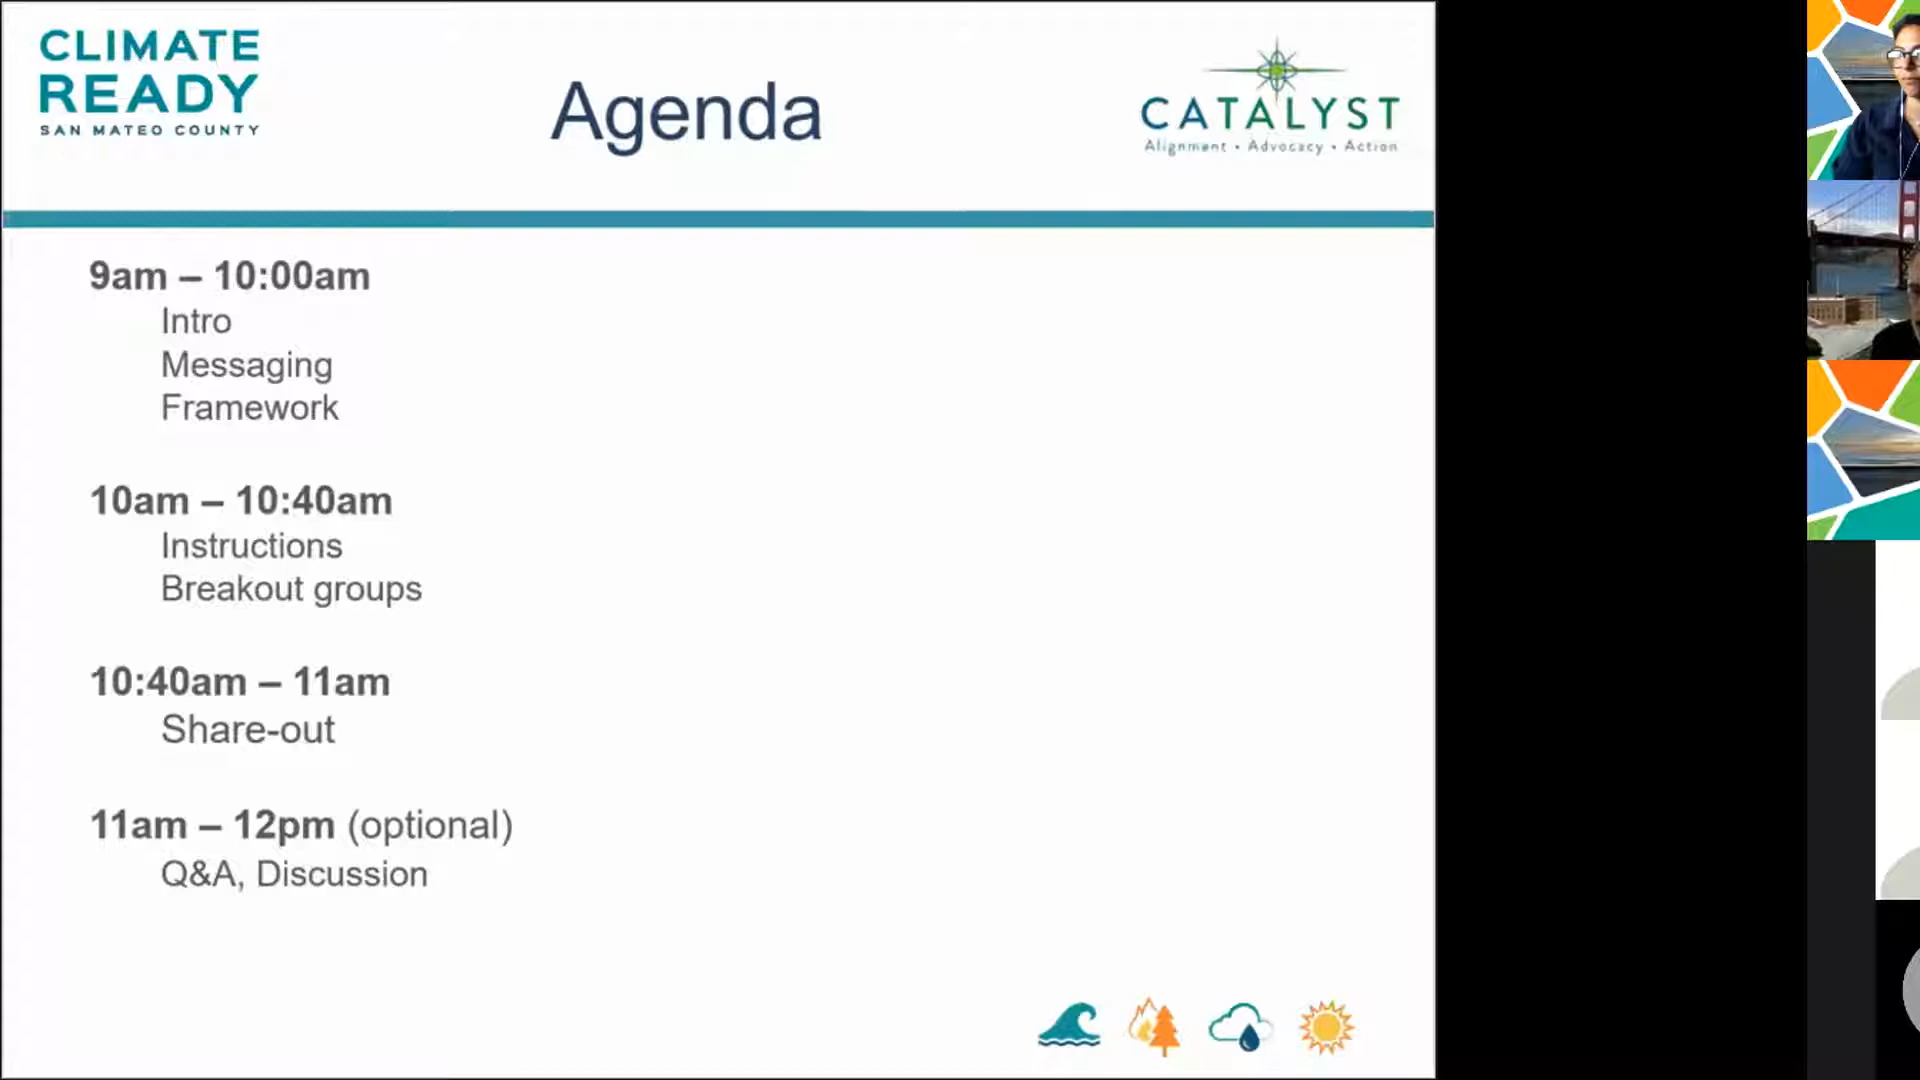 CLIMATE
READY
SAN MATEO COUNTY
Agenda
CATALYST
Alignment • Advocacy • Action
9am – 10:00am
Intro
Messaging
Framework
10am – 10:40am
Instructions
Breakout groups
10:40am – 11am
Share-out
11am – 12pm (optional)
Q&A, Discussion